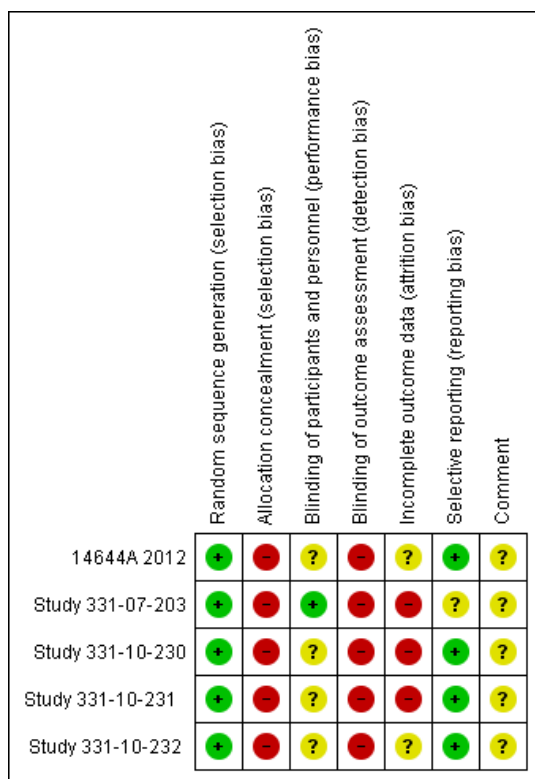 Random sequence generation (selection bias)
Allocation concealment (selection bias)
Blinding of participants and personnel (performance bias)
Blinding of outcome assessment (detection bias)
Incomplete outcome data (attrition bias)
Selective reporting (reporting bias)
Comment
14644A 2012 + - ? - ? + ?
Study 331-07-203 + - + - - ? ?
Study 331-10-230 + - ? - - + ?
Study 331-10-231 + - ? - - + ?
Study 331-10-232 + - ? - ? + ?